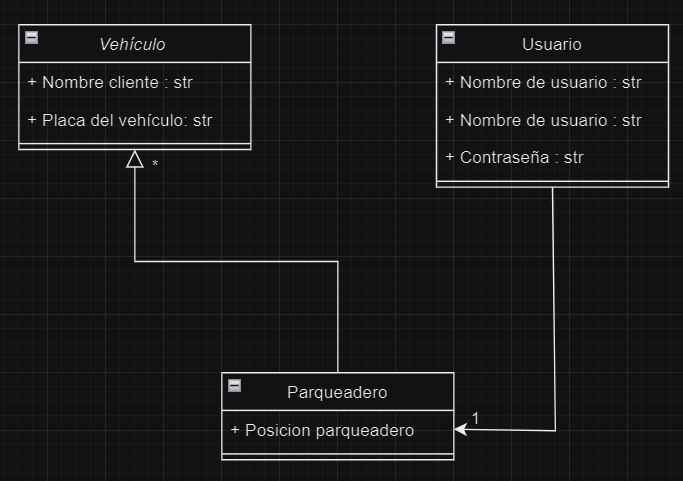 Vehículo
+ Nombre cliente : str
+ Placa del vehículo: str
*
Usuario
+ Nombre de usuario : str
+ Nombre de usuario : str
+ Contraseña : str
Parqueadero
+ Posicion parqueadero
1